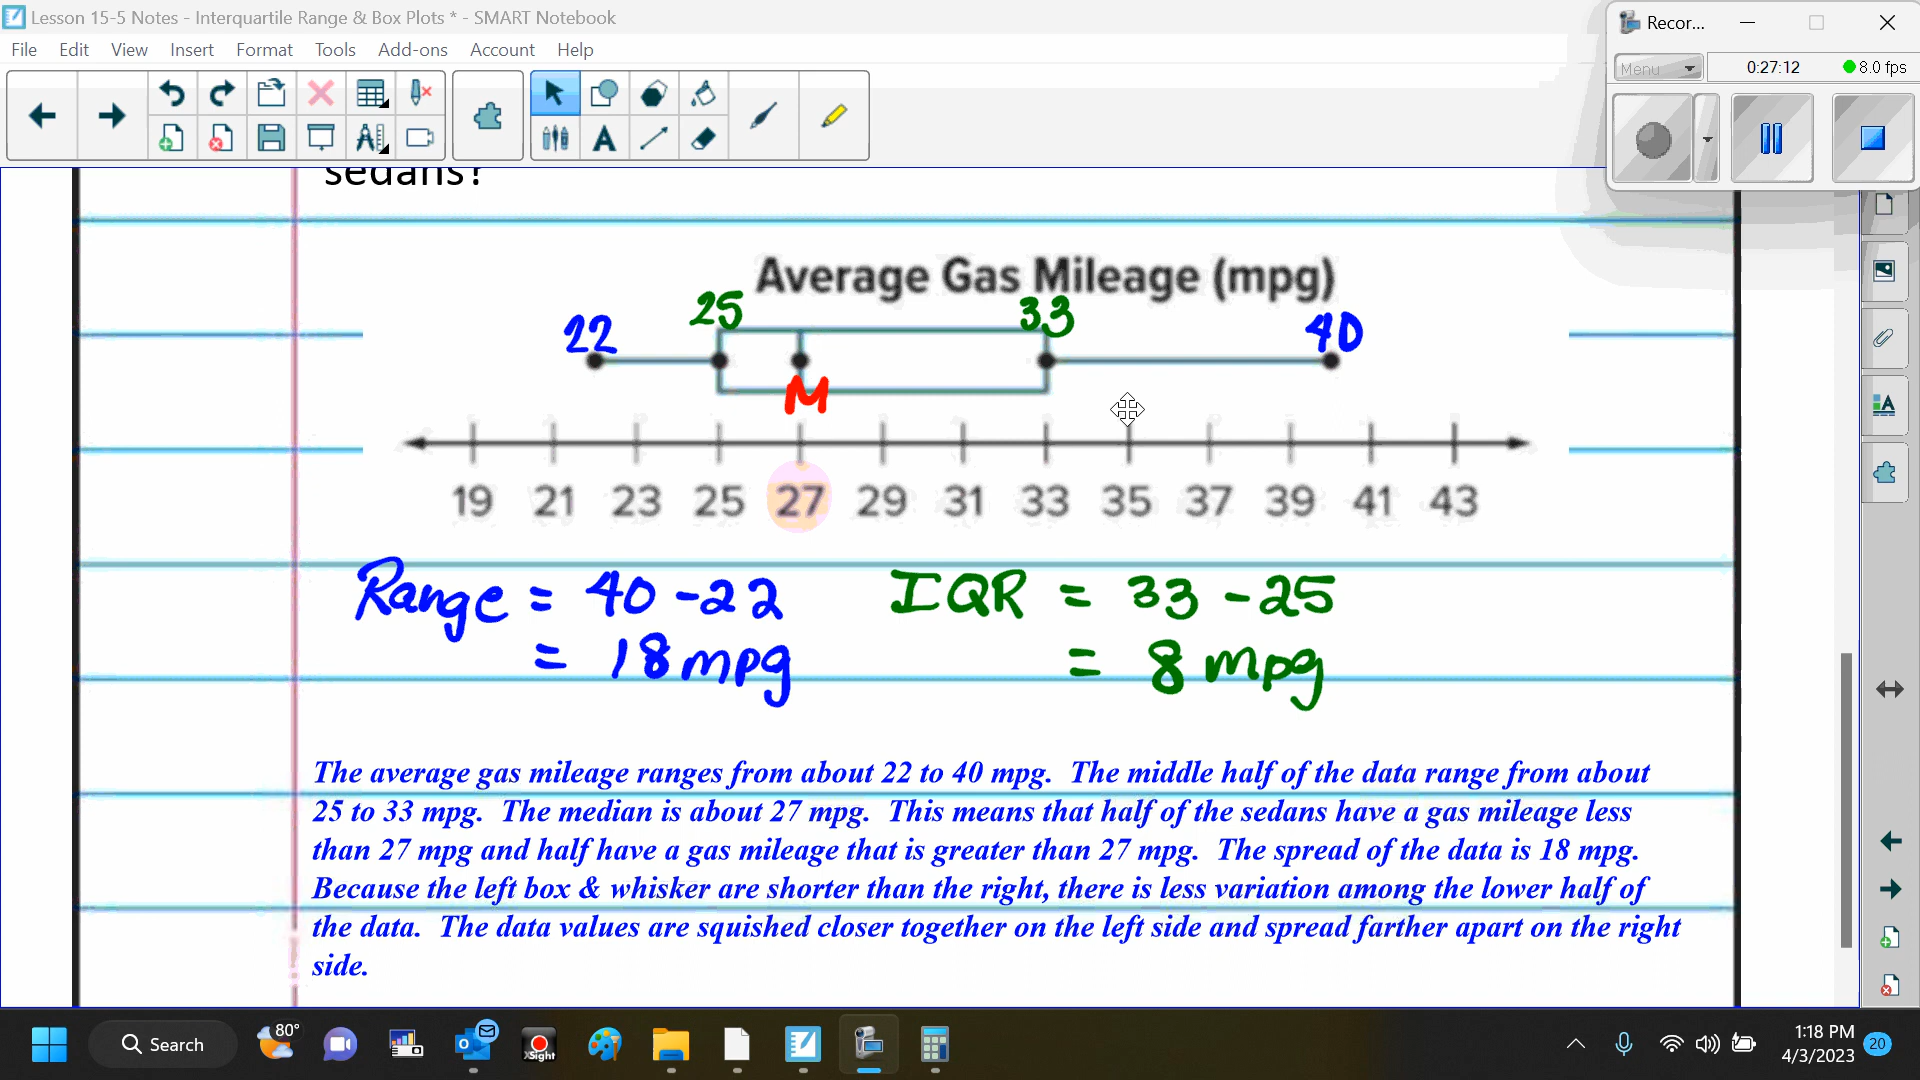 Lesson 15-5 Notes - Interquartile Range & Box Plots * - SMART Notebook
File Edit View Insert Format Tools Add-ons Account Help
Recor...
Menu 0:27:12 8.0 fps
sedans?
Average Gas Mileage (mpg)
22 25 33 40
M
19 21 23 25 27 29 31 33 35 37 39 41 43
Range = 40 - 22 IQR = 33 - 25
= 18 mpg = 8 mpg
The average gas mileage ranges from about 22 to 40 mpg. The middle half of the data range from about
25 to 33 mpg. The median is about 27 mpg. This means that half of the sedans have a gas mileage less
than 27 mpg and half have a gas mileage that is greater than 27 mpg. The spread of the data is 18 mpg.
Because the left box & whisker are shorter than the right, there is less variation among the lower half of
the data. The data values are squished closer together on the left side and spread farther apart on the right
side.
80° Search XSight 1:18 PM
4/3/2023 20